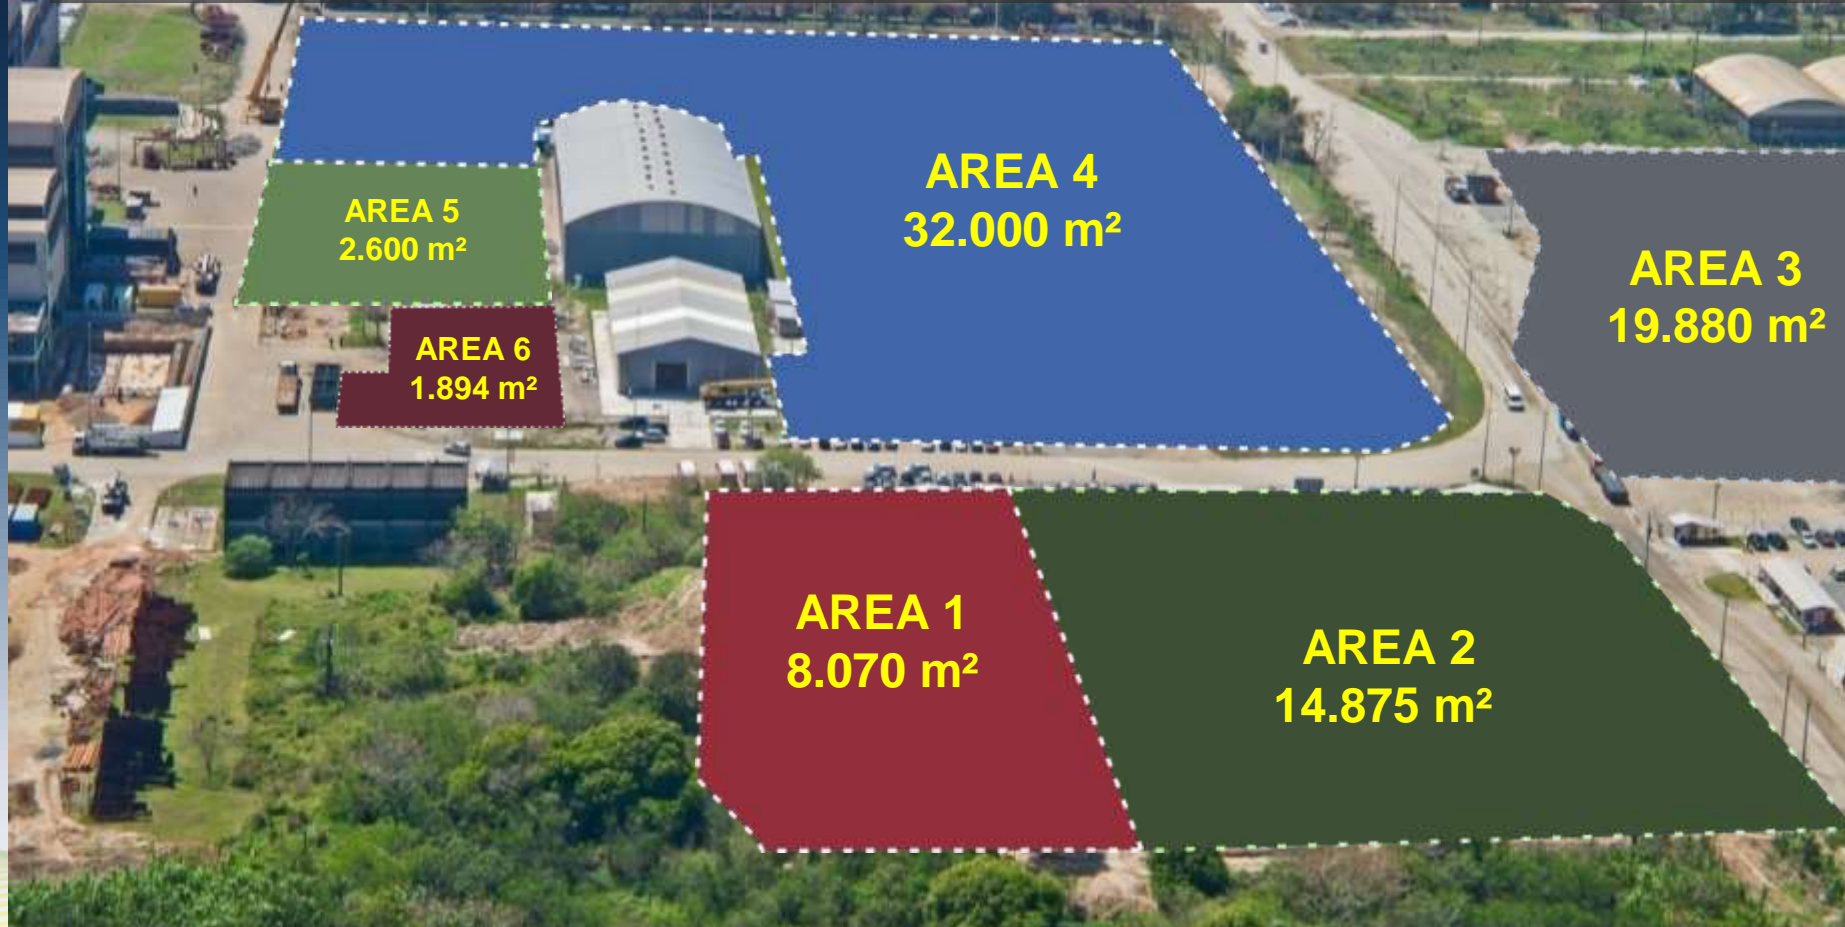 AREA 4
32.000 m²
AREA 5
2.600 m²
AREA 3
19.880 m²
AREA 6
1.894 m²
AREA 1
8.070 m²
AREA 2
14.875 m²